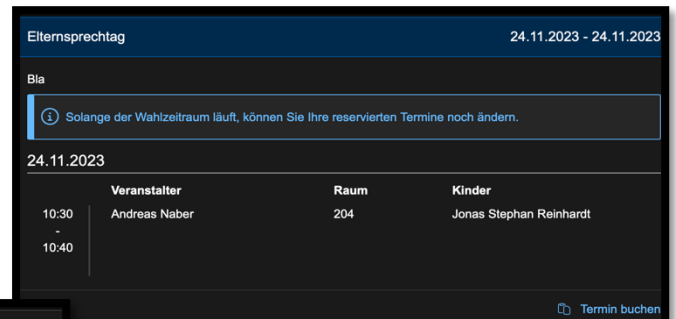 Elternsprechtag 24.11.2023 - 24.11.2023
Bla
Solange der Wahlzeitraum läuft, können Sie Ihre reservierten Termine noch ändern.
24.11.2023
Veranstalter Raum Kinder
10:30 Andreas Naber 204 Jonas Stephan Reinhardt
-
10:40
Termin buchen